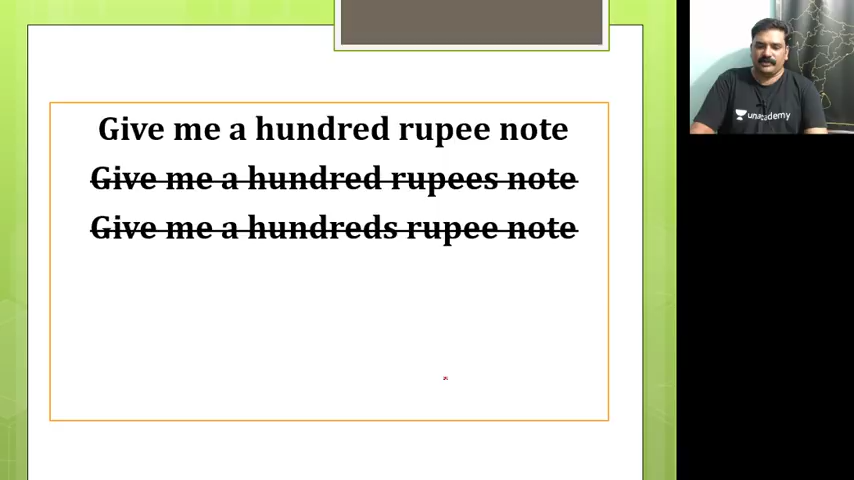 Give me a hundred rupee note
Give me a hundred rupees note
Give me a hundreds rupee note
unacademy